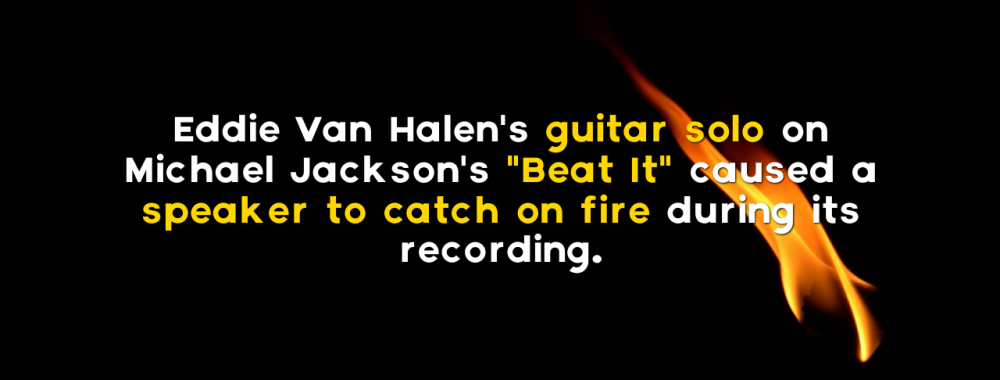 Eddie Van Halen's guitar solo on
Michael Jackson's "Beat It" caused a
speaker to catch on fire during its
recording.